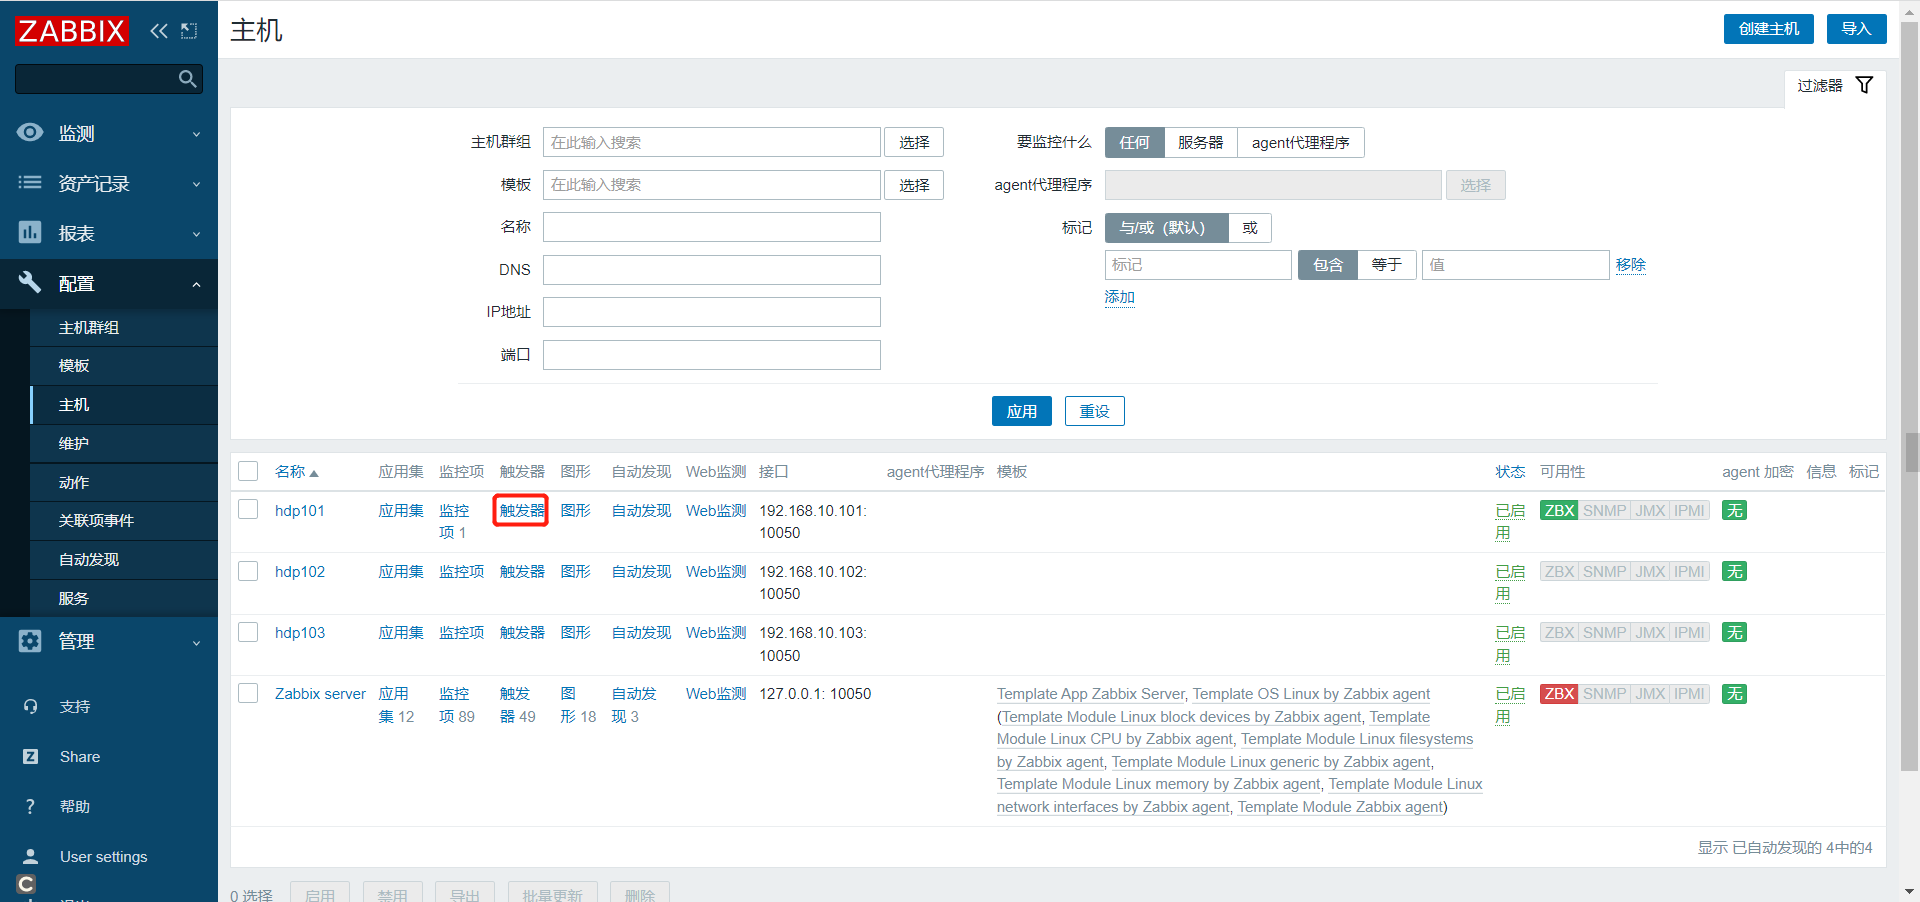 ZABBIX
主机
创建主机
导入
过滤器
监测
资产记录
报表
配置
主机群组
模板
主机
维护
动作
关联项事件
自动发现
服务
管理
支持
Share
帮助
User settings
主机群组 在此输入搜索 选择
模板 在此输入搜索 选择
名称
DNS
IP地址
端口
要监控什么 任何 服务器 agent代理程序
agent代理程序 选择
标记 与/或（默认） 或
标记 包含 等于 值 移除
添加
应用 重设
名称 应用集 监控项 触发器 图形 自动发现 Web监测 接口 agent代理程序 模板 状态 可用性 agent 加密 信息 标记
hdp101 应用集 监控 触发器 图形 自动发现 Web监测 192.168.10.101: 已启 ZBX SNMP JMX IPMI 无
项 1 10050 用
hdp102 应用集 监控项 触发器 图形 自动发现 Web监测 192.168.10.102: 已启 ZBX SNMP JMX IPMI 无
10050 用
hdp103 应用集 监控项 触发器 图形 自动发现 Web监测 192.168.10.103: 已启 ZBX SNMP JMX IPMI 无
10050 用
Zabbix server 应用 监控 触发 图 自动发 Web监测 127.0.0.1: 10050 Template App Zabbix Server, Template OS Linux by Zabbix agent 已启 ZBX SNMP JMX IPMI 无
集 12 项 89 器 49 形 18 现 3 (Template Module Linux block devices by Zabbix agent, Template 用
Module Linux CPU by Zabbix agent, Template Module Linux filesystems
by Zabbix agent, Template Module Linux generic by Zabbix agent,
Template Module Linux memory by Zabbix agent, Template Module Linux
network interfaces by Zabbix agent, Template Module Zabbix agent)
显示 已自动发现的 4中的4
0 选择 启用 禁用 导出 批量更新 删除